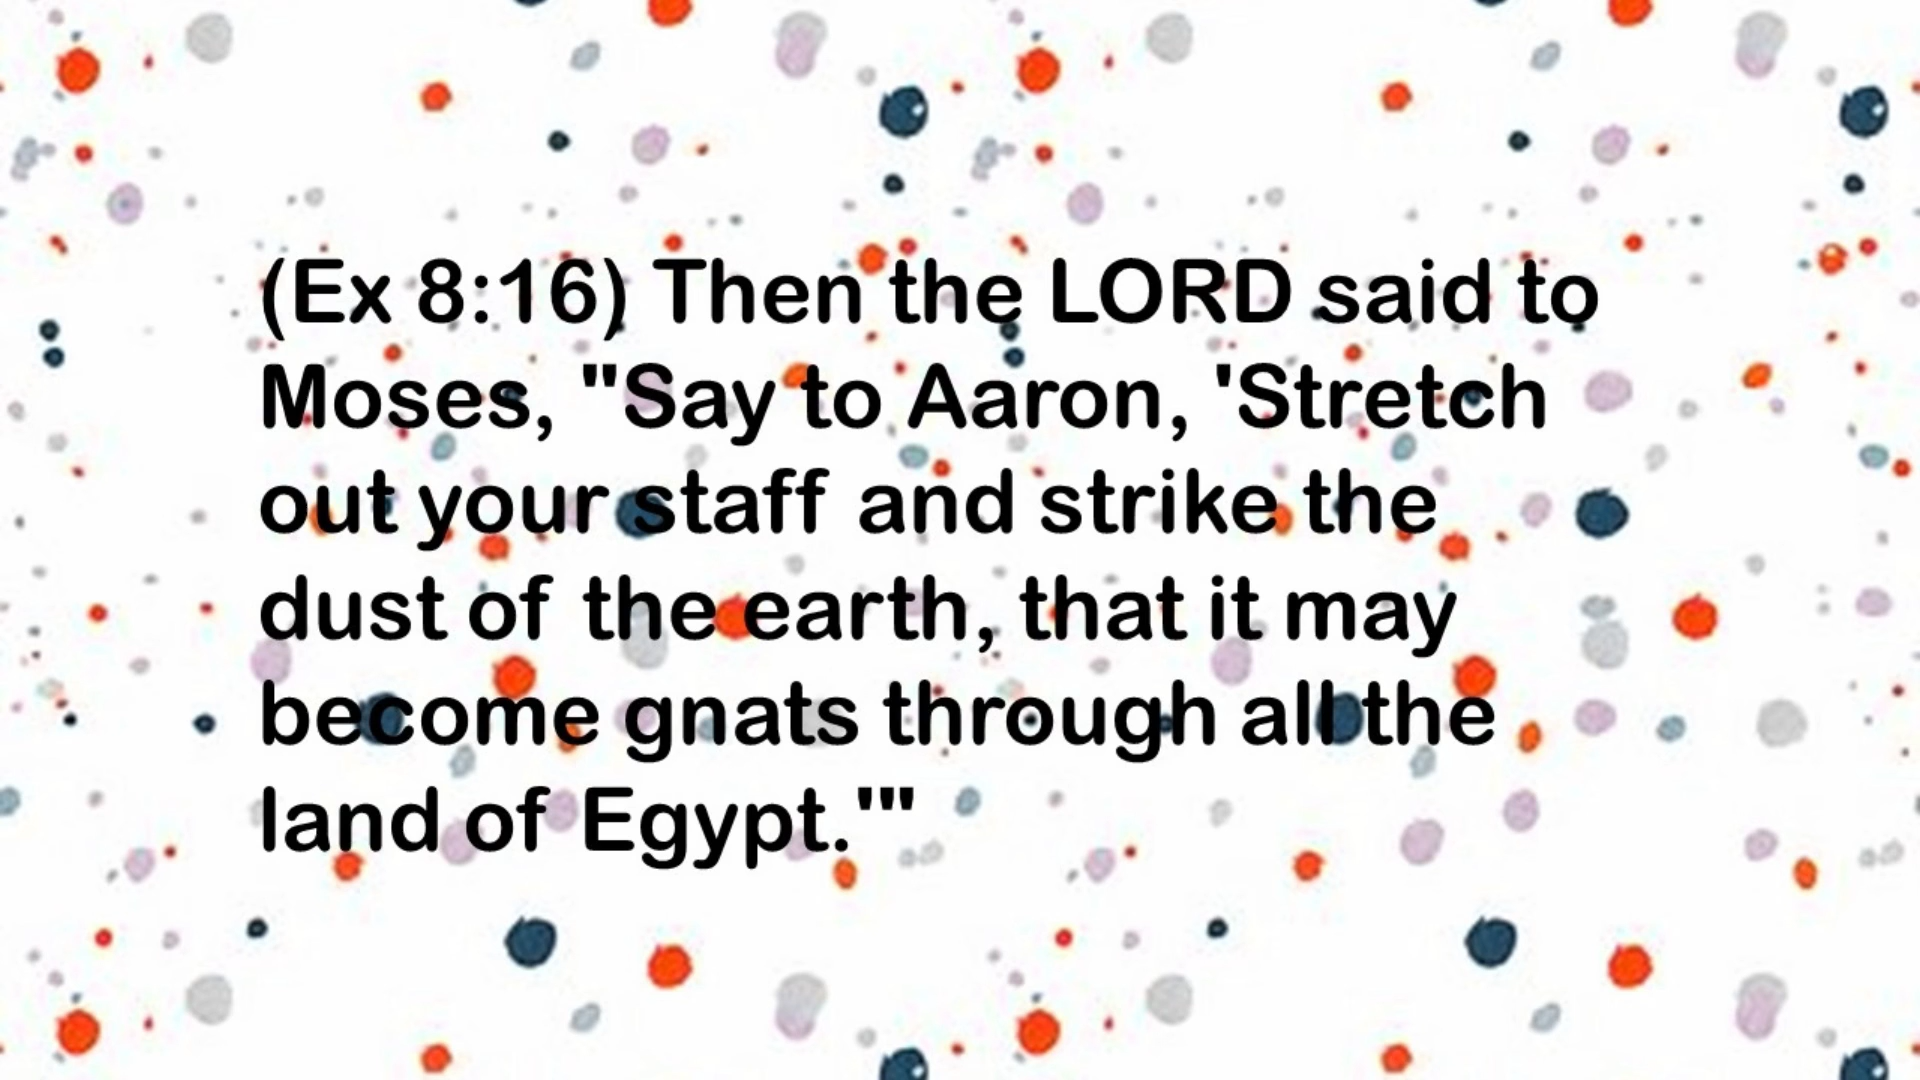 (Ex 8:16) Then the LORD said to
Moses, "Say to Aaron, 'Stretch
out your staff and strike the
dust of the earth, that it may
become gnats through all the
land of Egypt.'"